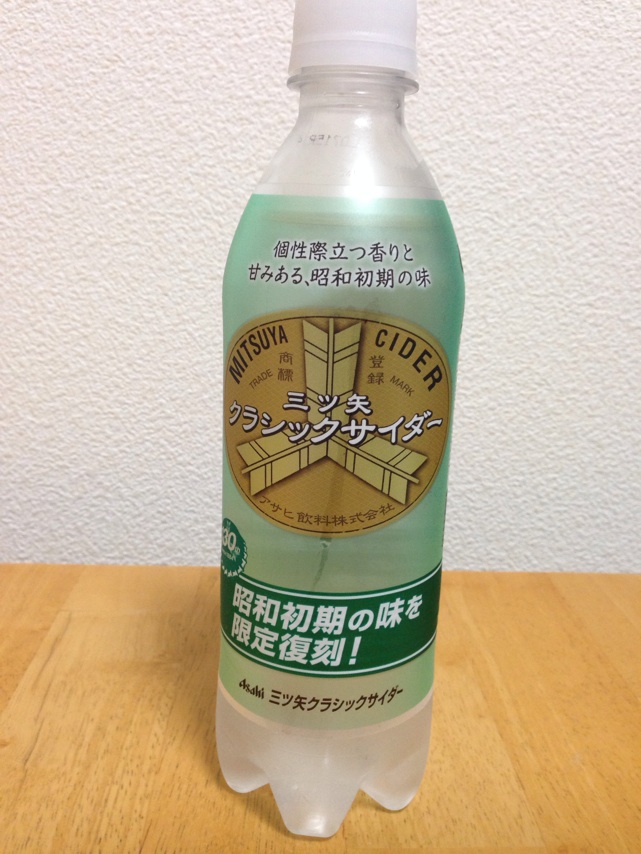 個性際立つ香りと
甘みある、昭和初期の味
MITSUYA CIDER
商標 登録
TRADE MARK
三ツ矢
クラシックサイダー
アサヒ飲料株式会社
昭和初期の味を
限定復刻!
Asahi 三ツ矢クラシックサイダー